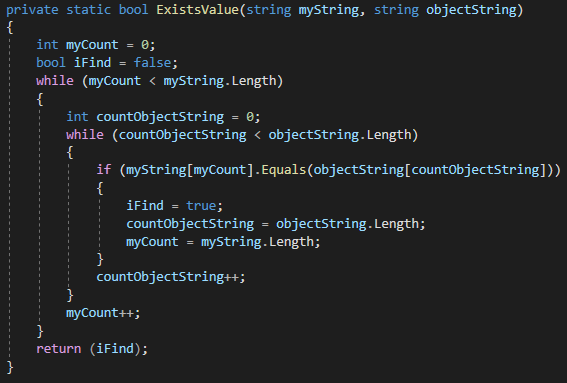 private static bool ExistsValue(string myString, string objectString)
{
int myCount = 0;
bool iFind = false;
while (myCount < myString.Length)
{
int countObjectString = 0;
while (countObjectString < objectString.Length)
{
if (myString[myCount].Equals(objectString[countObjectString]))
{
iFind = true;
countObjectString = objectString.Length;
myCount = myString.Length;
}
countObjectString++;
}
myCount++;
}
return (iFind);
}